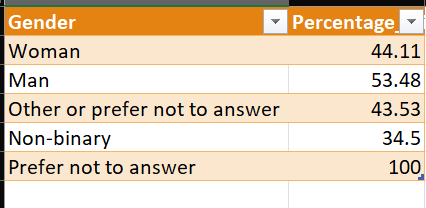 Gender Percentage_
Woman 44.11
Man 53.48
Other or prefer not to answer 43.53
Non-binary 34.5
Prefer not to answer 100